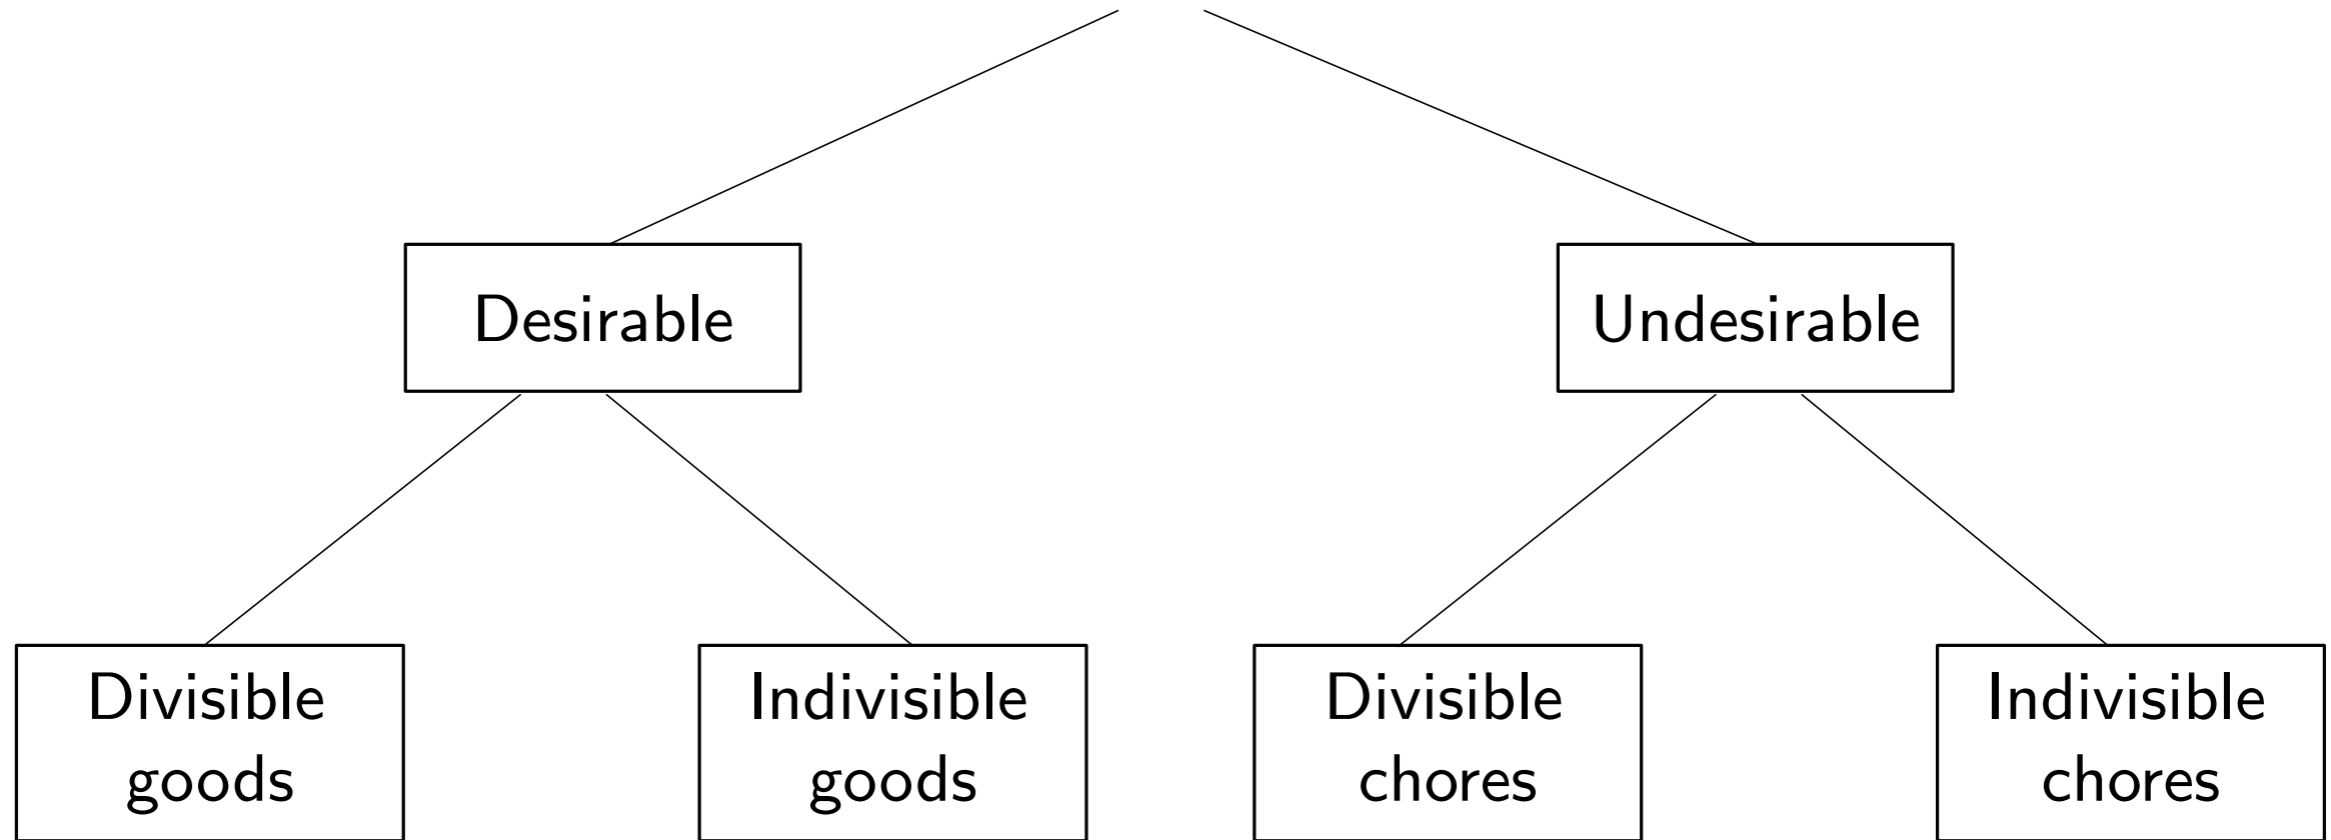 Desirable
Undesirable
Divisible
goods
Indivisible
goods
Divisible
chores
Indivisible
chores